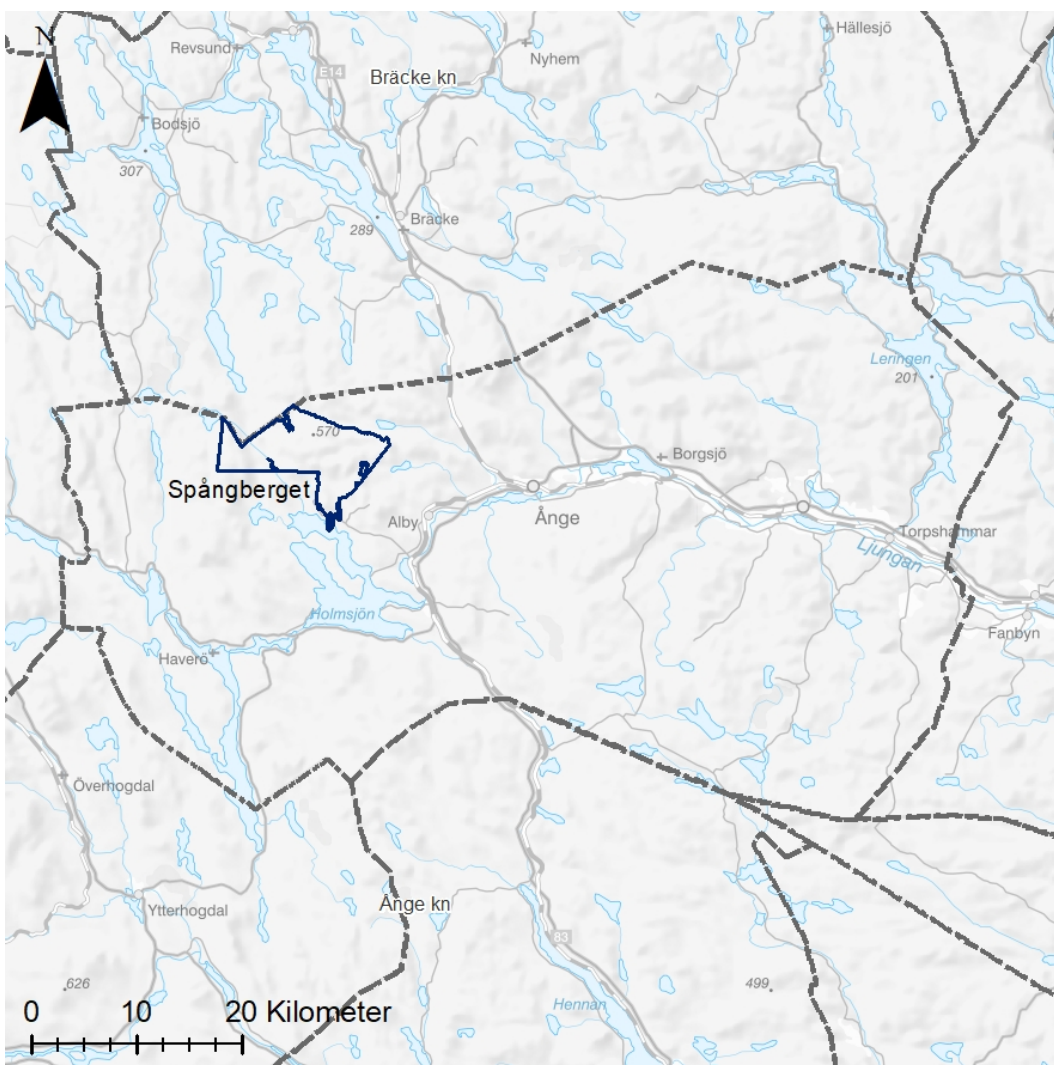 N
Revsund
Hällesjö
Nyhem
E14
Bräcke kn
Bodsjö
307
Bräcke
289
Leringen
201
570
Borgsjö
Spångberget
Alby
Ånge
Torpshammar
Ljungan
Holmsjön
Fanbyn
Haverö
Överhogdal
Ytterhogdal
Ånge kn
83
626
499
Hennan
0 10 20 Kilometer